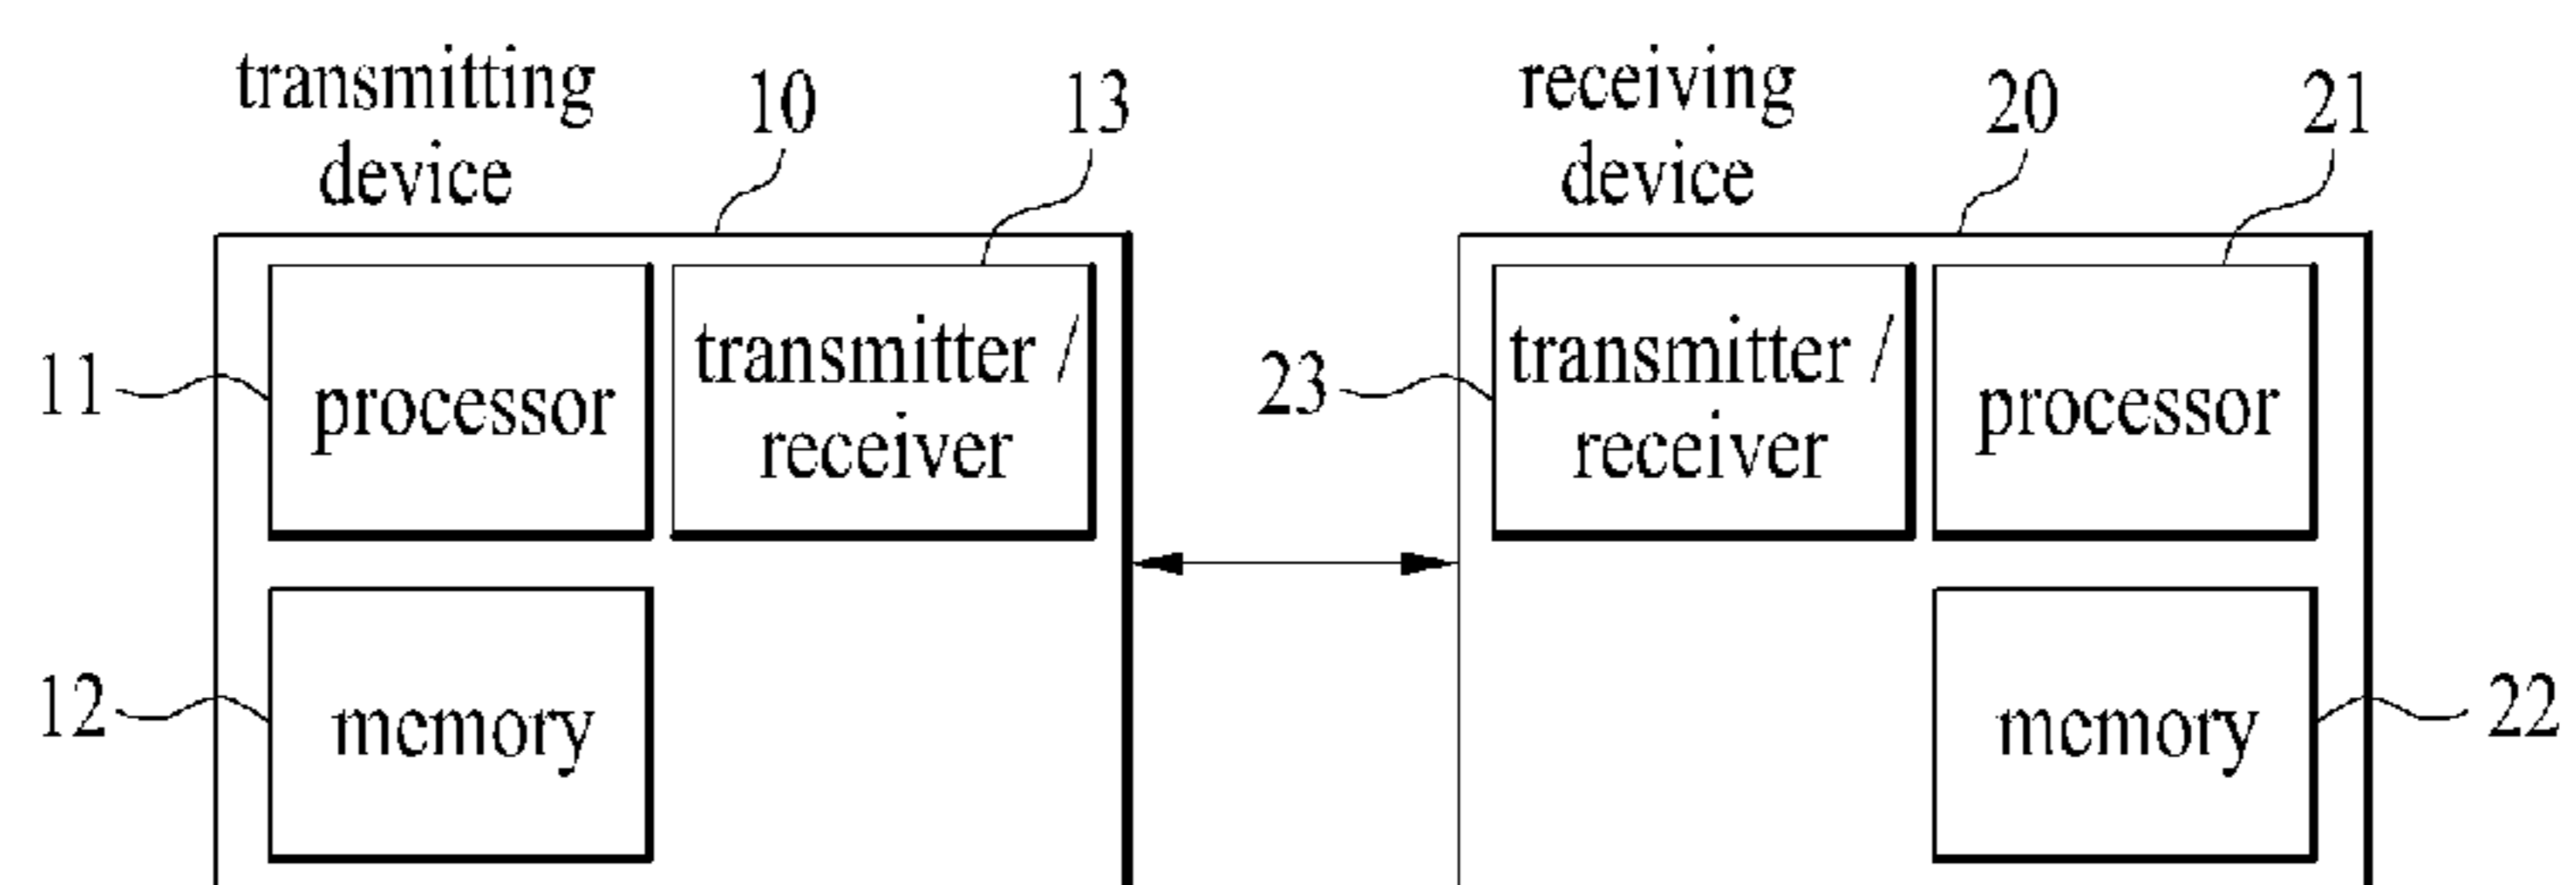 transmitting
device
10
13
receiving
device
20
21
11
processor
transmitter /
receiver
23
transmitter /
receiver
processor
12
memory
memory
22